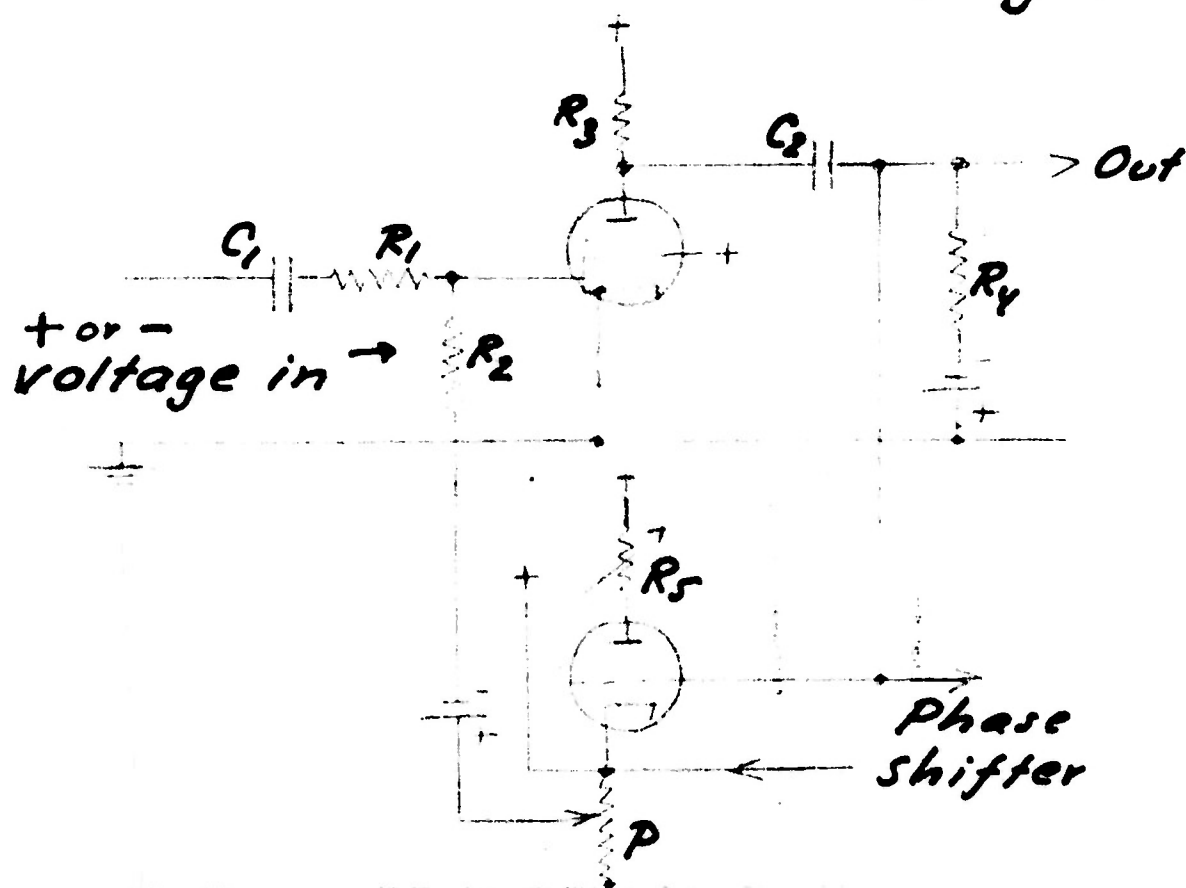 +
R3
C2
Out
C1
R1
+
R4
+ or -
voltage in
R2
-
+
+
R5
-
+
Phase
shifter
P